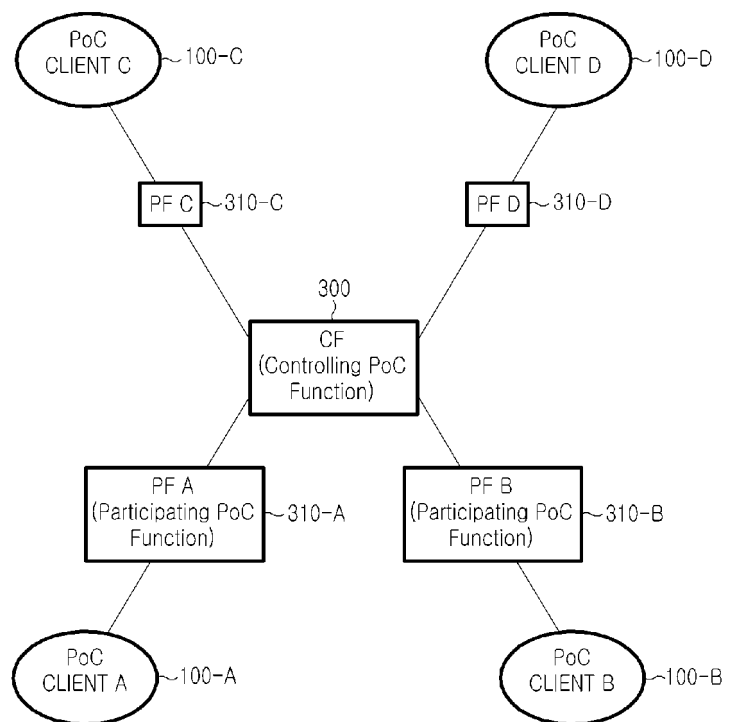 PoC
CLIENT C
100-C
PoC
CLIENT D
100-D
PF C
310-C
PF D
310-D
300
CF
(Controlling PoC
Function)
PF A
(Participating PoC
Function)
310-A
PF B
(Participating PoC
Function)
310-B
PoC
CLIENT A
100-A
PoC
CLIENT B
100-B